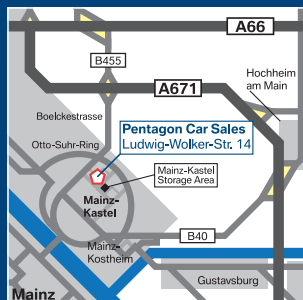 A66
B455
A671
Hochheim
am Main
Boelckestrasse
Pentagon Car Sales
Ludwig-Wolker-Str. 14
Otto-Suhr-Ring
Mainz-Kastel
Storage Area
Mainz-
Kastel
B40
Mainz-
Kostheim
Gustavsburg
Mainz